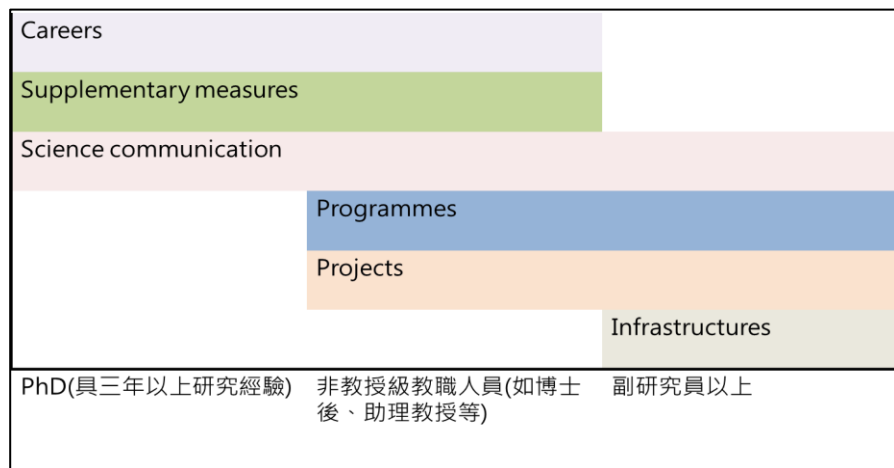 Careers
Supplementary measures
Science communication
Programmes
Projects
Infrastructures
PhD(具三年以上研究經驗)
非教授級教職人員(如博士
後、助理教授等)
副研究員以上